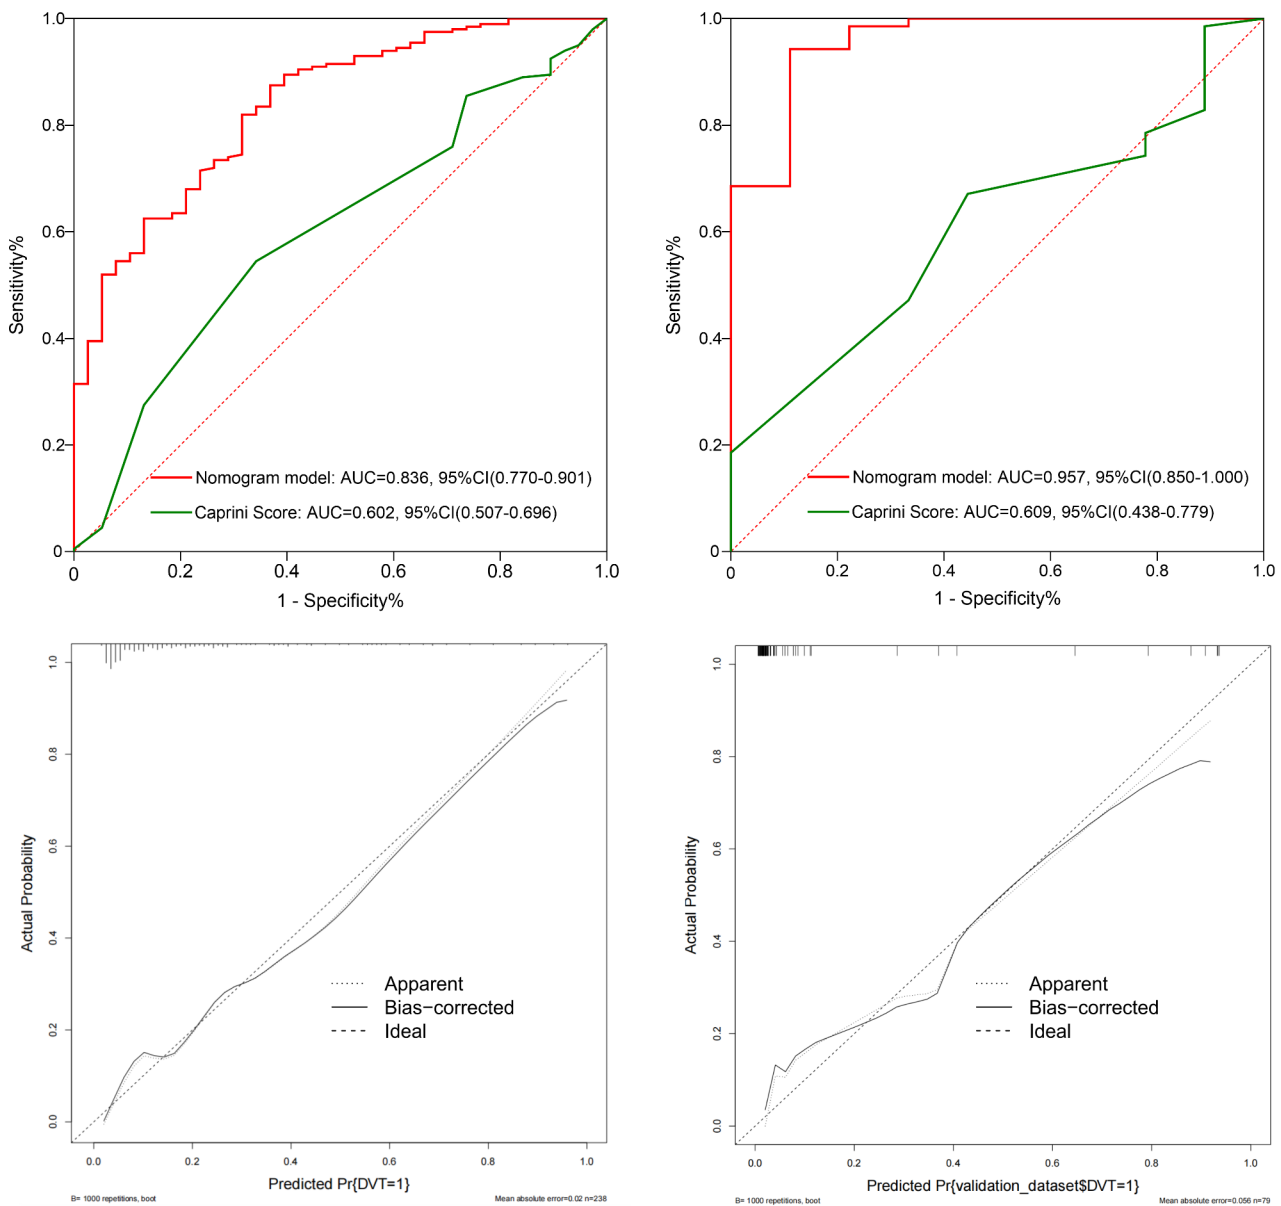 1.0
0.8
0.6
0.4
0.2
0
Sensitivity%
Nomogram model: AUC=0.836, 95%CI(0.770-0.901)
Caprini Score: AUC=0.602, 95%CI(0.507-0.696)
0 0.2 0.4 0.6 0.8 1.0
1 - Specificity%
1.0
0.8
0.6
0.4
0.2
0
Sensitivity%
Nomogram model: AUC=0.957, 95%CI(0.850-1.000)
Caprini Score: AUC=0.609, 95%CI(0.438-0.779)
0 0.2 0.4 0.6 0.8 1.0
1 - Specificity%
1.0
0.8
0.6
0.4
0.2
0.0
Actual Probability
Apparent
Bias-corrected
Ideal
0.0 0.2 0.4 0.6 0.8 1.0
Predicted Pr{DVT=1}
B= 1000 repetitions, boot
Mean absolute error=0.02 n=238
1.0
0.8
0.6
0.4
0.2
0.0
Actual Probability
Apparent
Bias-corrected
Ideal
0.0 0.2 0.4 0.6 0.8 1.0
Predicted Pr{validation_dataset$DVT=1}
B= 1000 repetitions, boot
Mean absolute error=0.056 n=79